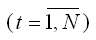 ( t = \overline{1, N} )